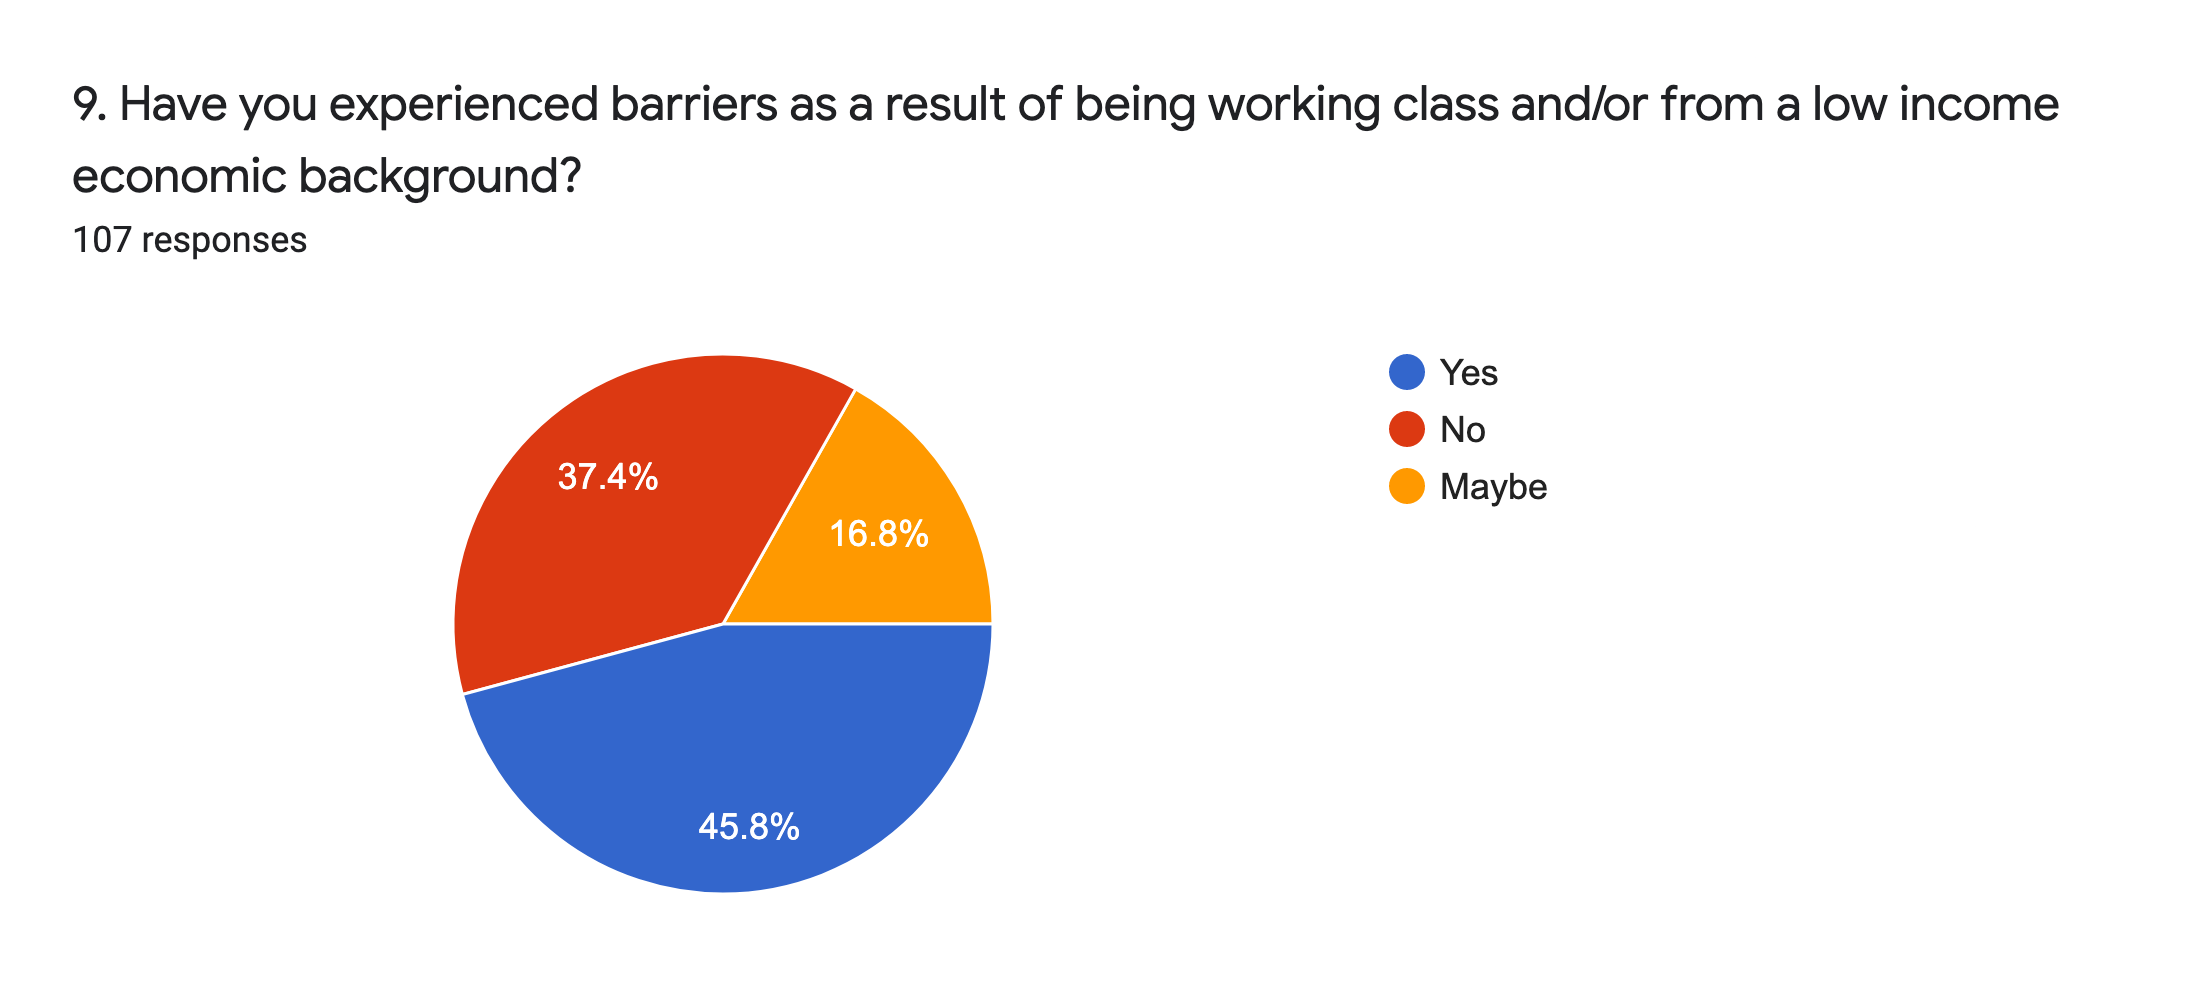 9. Have you experienced barriers as a result of being working class and/or from a low income
economic background?
107 responses
Yes
No
Maybe
37.4%
16.8%
45.8%